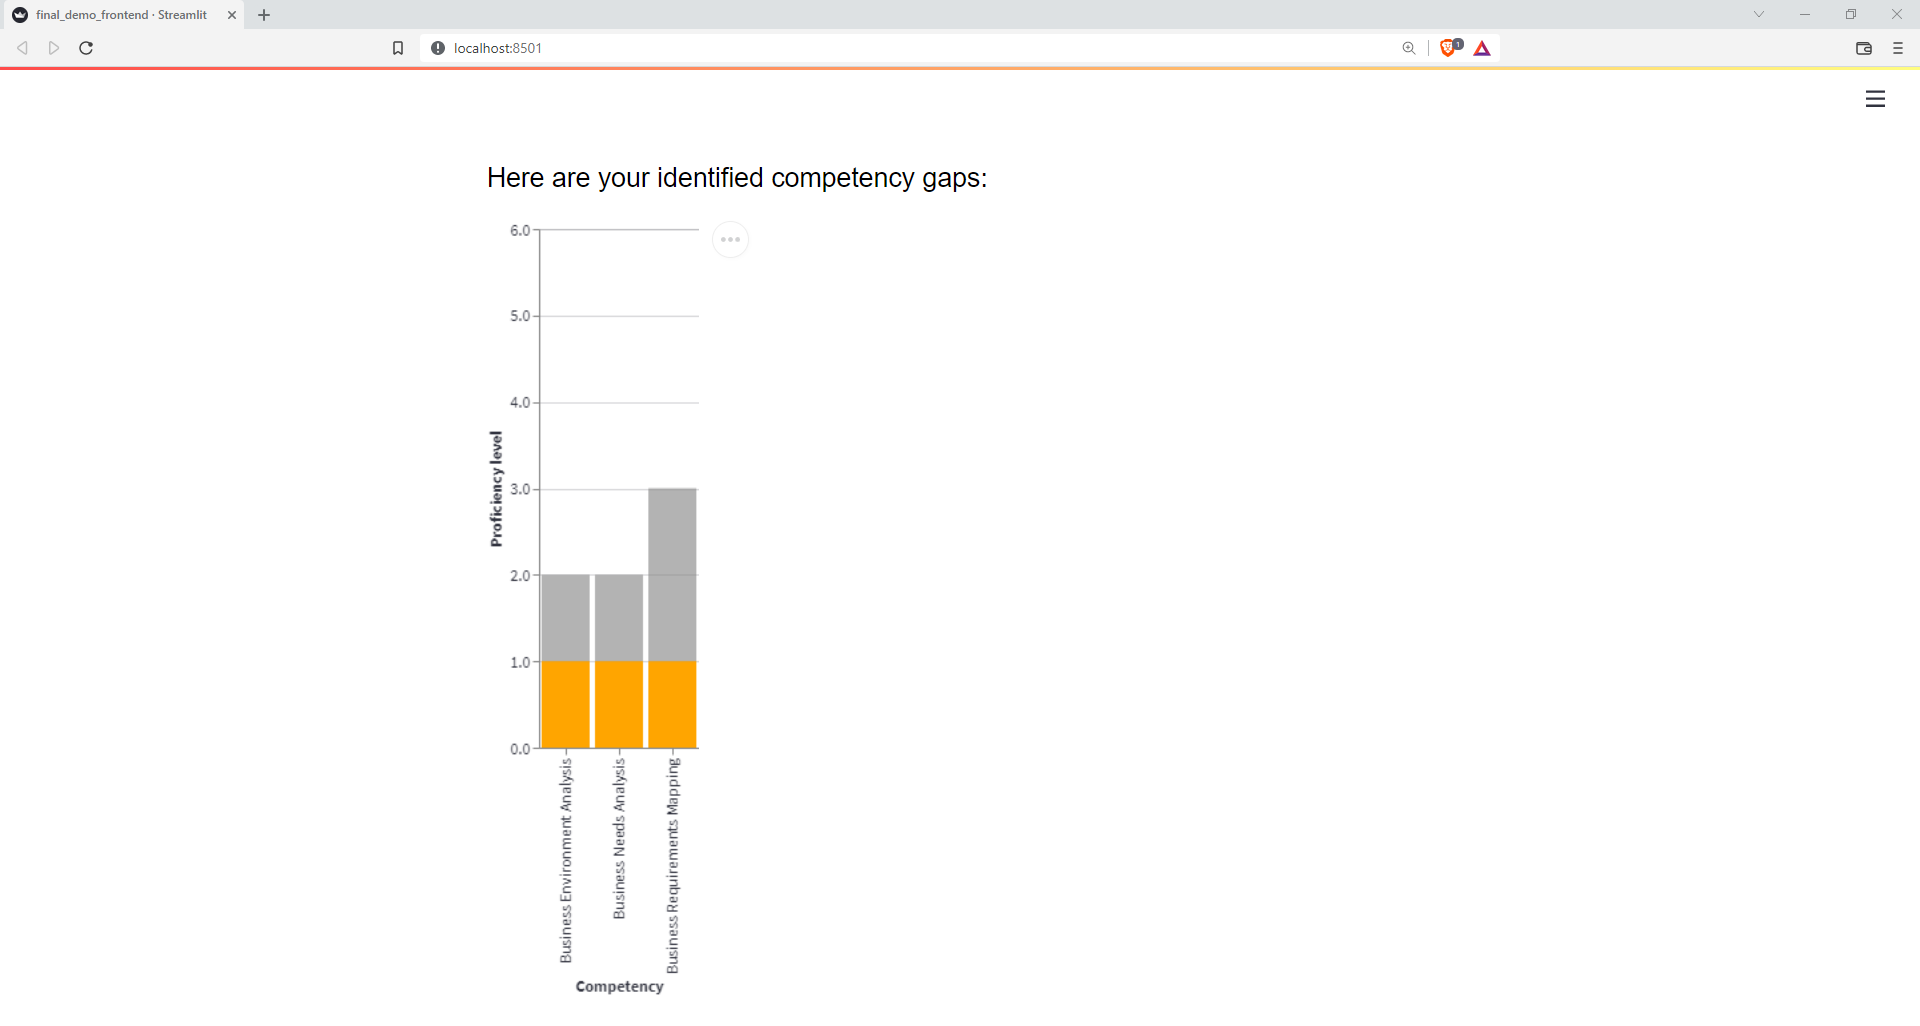 final_demo_frontend · Streamlit
localhost:8501
1
Here are your identified competency gaps:
6.0
5.0
4.0
3.0
2.0
1.0
0.0
Proficiency level
Business Environment Analysis
Business Needs Analysis
Business Requirements Mapping
Competency